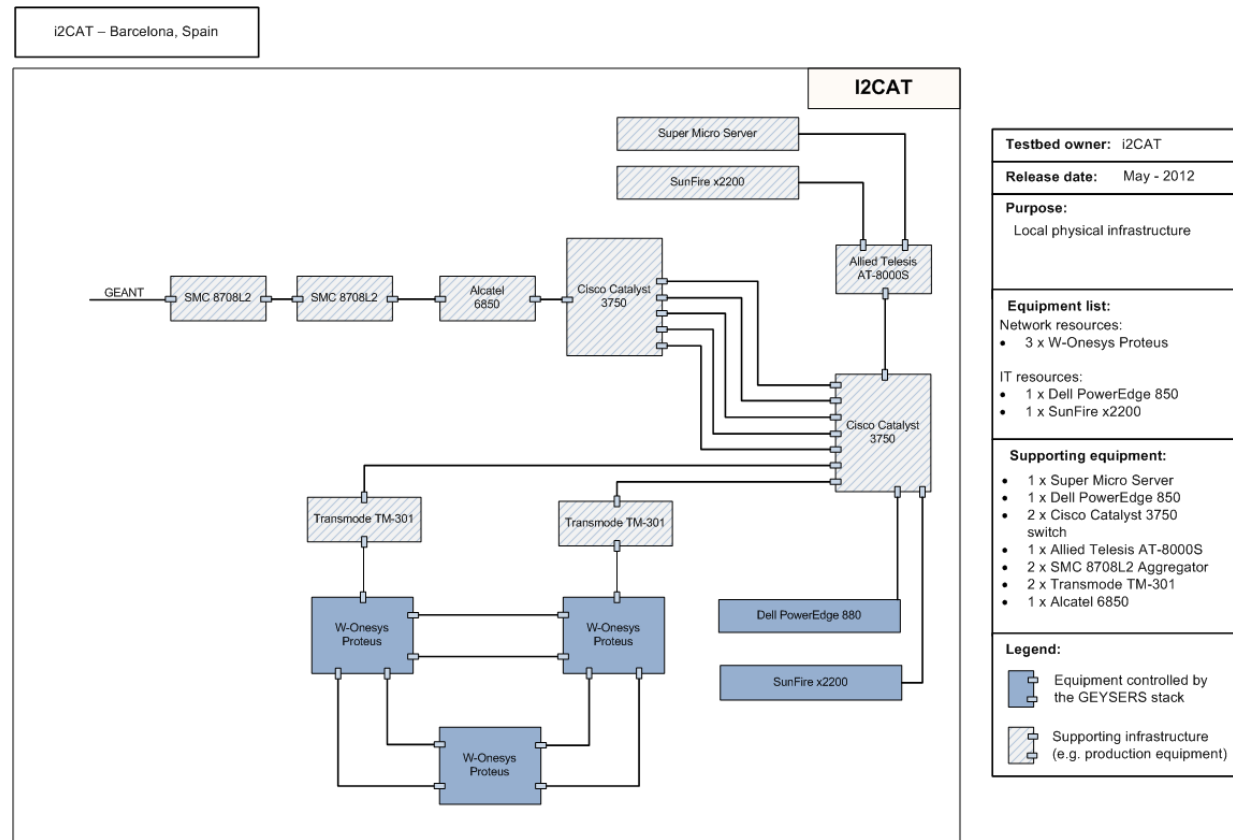 i2CAT – Barcelona, Spain
I2CAT
Super Micro Server
SunFire x2200
Allied Telesis
AT-8000S
GEANT
SMC 8708L2
SMC 8708L2
Alcatel
6850
Cisco Catalyst
3750
Cisco Catalyst
3750
Transmode TM-301
Transmode TM-301
W-Onesys
Proteus
W-Onesys
Proteus
Dell PowerEdge 880
SunFire x2200
W-Onesys
Proteus
Testbed owner: i2CAT
Release date: May - 2012
Purpose:
Local physical infrastructure
Equipment list:
Network resources:
• 3 x W-Onesys Proteus
IT resources:
• 1 x Dell PowerEdge 850
• 1 x SunFire x2200
Supporting equipment:
• 1 x Super Micro Server
• 1 x Dell PowerEdge 850
• 2 x Cisco Catalyst 3750
switch
• 1 x Allied Telesis AT-8000S
• 2 x SMC 8708L2 Aggregator
• 2 x Transmode TM-301
• 1 x Alcatel 6850
Legend:
Equipment controlled by
the GEYSERS stack
Supporting infrastructure
(e.g. production equipment)